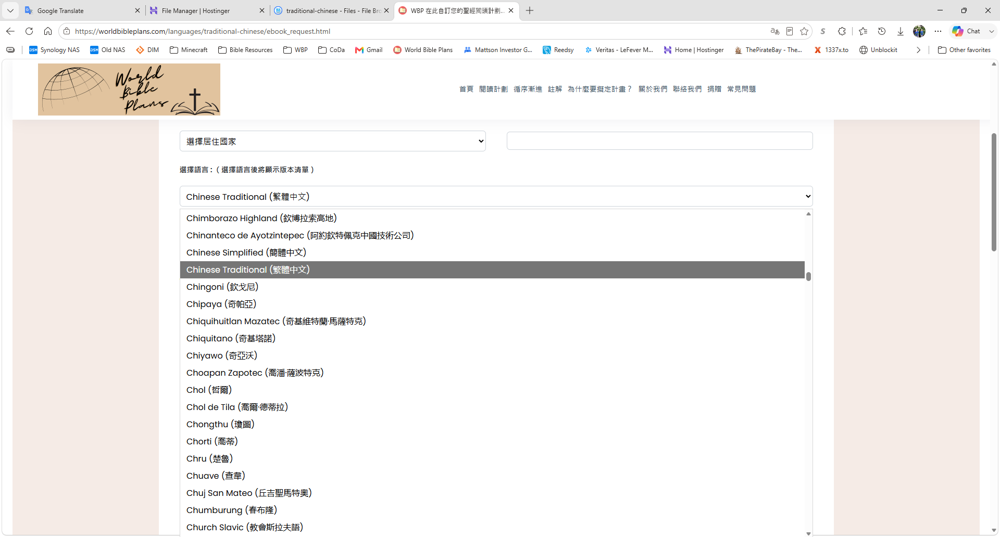 Google Translate
File Manager | Hostinger
traditional-chinese - Files - File Bro
WBP 在此自訂您的聖經閱讀計劃...
https://worldbibleplans.com/languages/traditional-chinese/ebook_request.html
Chat
Synology NAS
Old NAS
DIM
Minecraft
Bible Resources
WBP
CoDa
Gmail
World Bible Plans
Mattson Investor G...
Reedsy
Veritas - LeFever M...
Home | Hostinger
ThePirateBay - The...
1337x.to
Unblockit
Other favorites
World
Bible
Plans
首頁 閱讀計劃 循序漸進 註解 為什麼要擬定計畫？ 關於我們 聯絡我們 捐贈 常見問題
選擇居住國家
選擇語言：（ 選擇語言後將顯示版本清單 ）
Chinese Traditional (繁體中文)
Chimborazo Highland (欽博拉索高地)
Chinanteco de Ayotzintepec (阿約欽特佩克中國技術公司)
Chinese Simplified (簡體中文)
Chinese Traditional (繁體中文)
Chingoni (欽戈尼)
Chipaya (奇帕亞)
Chiquihuitlan Mazatec (奇基維特蘭·馬薩特克)
Chiquitano (奇基塔諾)
Chiyawo (奇亞沃)
Choapan Zapotec (喬潘·薩波特克)
Chol (哲爾)
Chol de Tila (喬爾·德蒂拉)
Chongthu (瓊圖)
Chorti (喬蒂)
Chru (楚魯)
Chuave (查韋)
Chuj San Mateo (丘吉聖馬特奧)
Chumburung (春布隆)
Church Slavic (教會斯拉夫語)